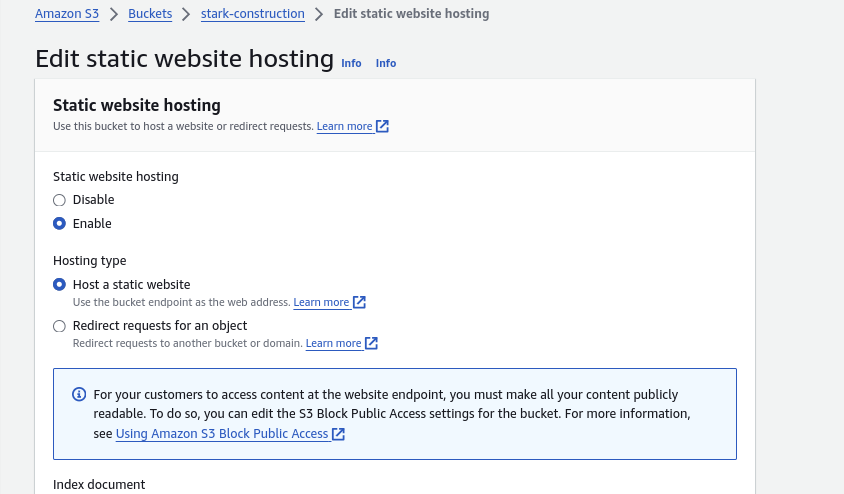 Amazon S3 > Buckets > stark-construction > Edit static website hosting
Edit static website hosting Info Info
Static website hosting
Use this bucket to host a website or redirect requests. Learn more
Static website hosting
Disable
Enable
Hosting type
Host a static website
Use the bucket endpoint as the web address. Learn more
Redirect requests for an object
Redirect requests to another bucket or domain. Learn more
For your customers to access content at the website endpoint, you must make all your content publicly
readable. To do so, you can edit the S3 Block Public Access settings for the bucket. For more information,
see Using Amazon S3 Block Public Access
Index document